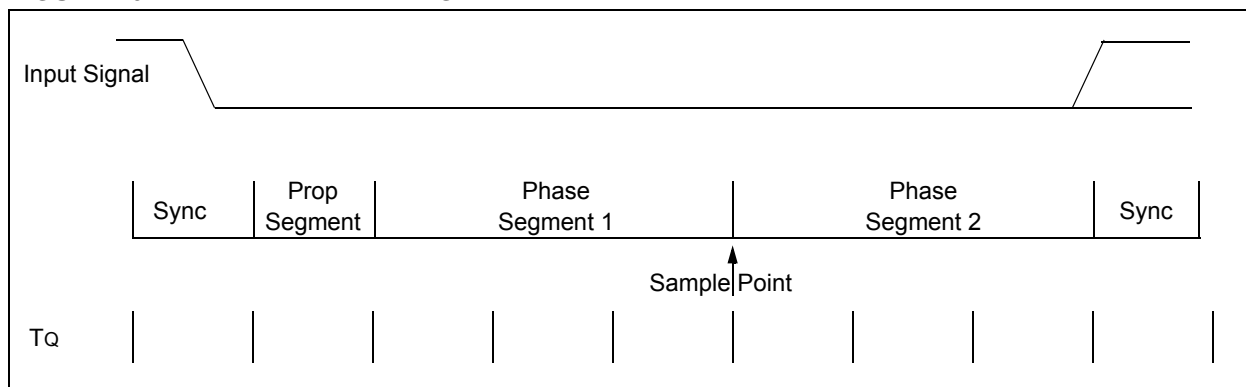 Input Signal
Sync
Prop
Segment
Phase
Segment 1
Phase
Segment 2
Sync
Sample Point
TQ